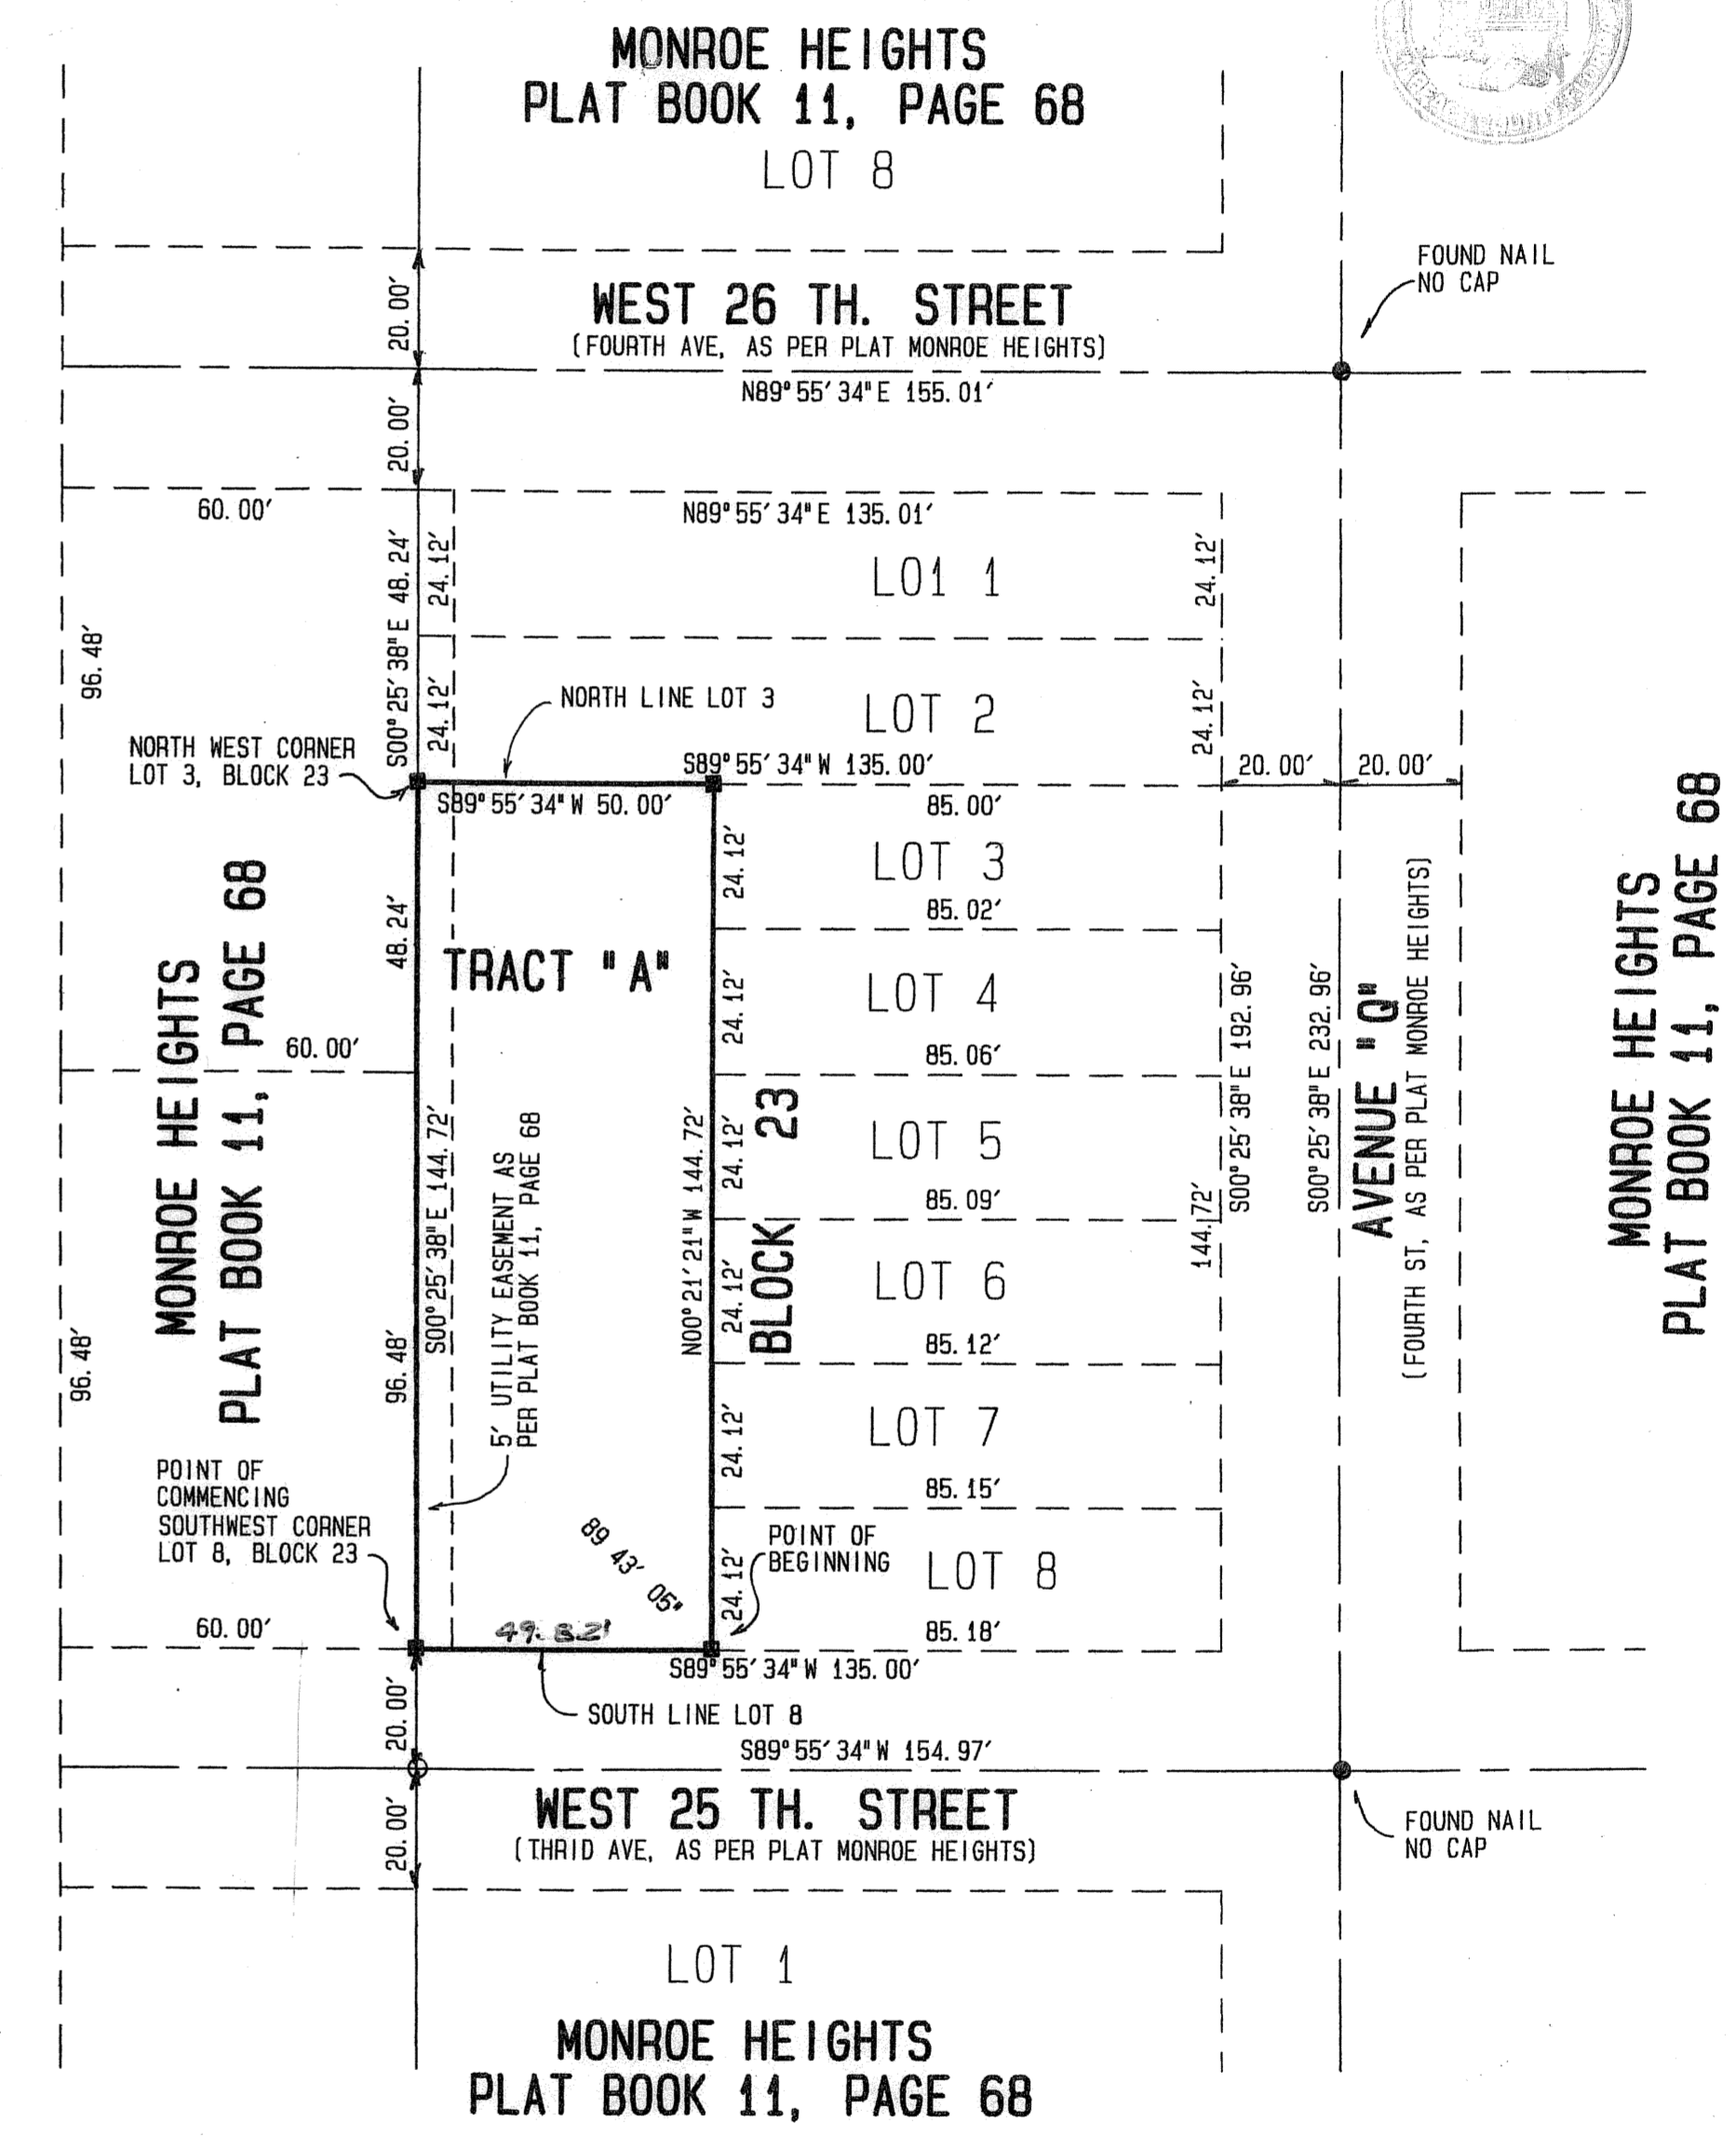 MONROE HEIGHTS
PLAT BOOK 11, PAGE 68
LOT 8
FOUND NAIL
NO CAP
20.00'
WEST 26 TH. STREET
(FOURTH AVE, AS PER PLAT MONROE HEIGHTS)
N89°55'34"E 155.01'
20.00'
60.00'
N89°55'34"E 135.01'
S00°25'38"E 48.24'
24.12'
LO1 1
24.12'
96.48'
24.12'
NORTH LINE LOT 3
LOT 2
24.12'
NORTH WEST CORNER
LOT 3, BLOCK 23
S89°55'34"W 135.00'
20.00'
20.00'
S89°55'34"W 50.00'
85.00'
24.12'
LOT 3
85.02'
48.24'
TRACT "A"
24.12'
LOT 4
85.06'
60.00'
MONROE HEIGHTS
PLAT BOOK 11, PAGE 68
S00°25'38"E 144.72'
5' UTILITY EASEMENT AS
PER PLAT BOOK 11, PAGE 68
N00°21'21"W 144.72'
24.12'
BLOCK 23
LOT 5
85.09'
144.72'
S00°25'38"E 192.96'
S00°25'38"E 232.96'
AVENUE "Q"
(FOURTH ST, AS PER PLAT MONROE HEIGHTS)
MONROE HEIGHTS
PLAT BOOK 11, PAGE 68
24.12'
LOT 6
85.12'
96.48'
96.48'
24.12'
LOT 7
85.15'
POINT OF
COMMENCING
SOUTHWEST CORNER
LOT 8, BLOCK 23
89 43' 05"
24.12'
POINT OF
BEGINNING
LOT 8
60.00'
49.82'
85.18'
S89°55'34"W 135.00'
20.00'
SOUTH LINE LOT 8
S89°55'34"W 154.97'
20.00'
WEST 25 TH. STREET
(THRID AVE, AS PER PLAT MONROE HEIGHTS)
FOUND NAIL
NO CAP
LOT 1
MONROE HEIGHTS
PLAT BOOK 11, PAGE 68